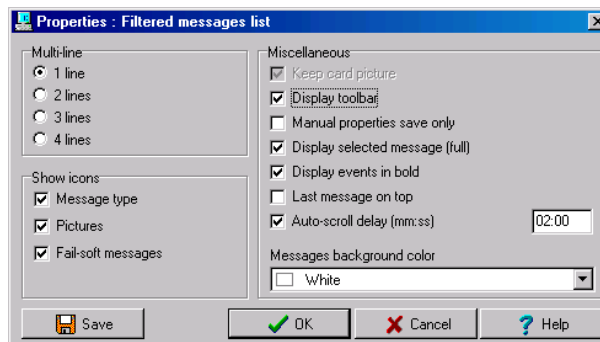 Properties : Filtered messages list
Multi-line
1 line
2 lines
3 lines
4 lines
Show icons
Message type
Pictures
Fail-soft messages
Miscellaneous
Keep card picture
Display toolbar
Manual properties save only
Display selected message (full)
Display events in bold
Last message on top
Auto-scroll delay (mm:ss) 02:00
Messages background color
White
Save OK Cancel Help